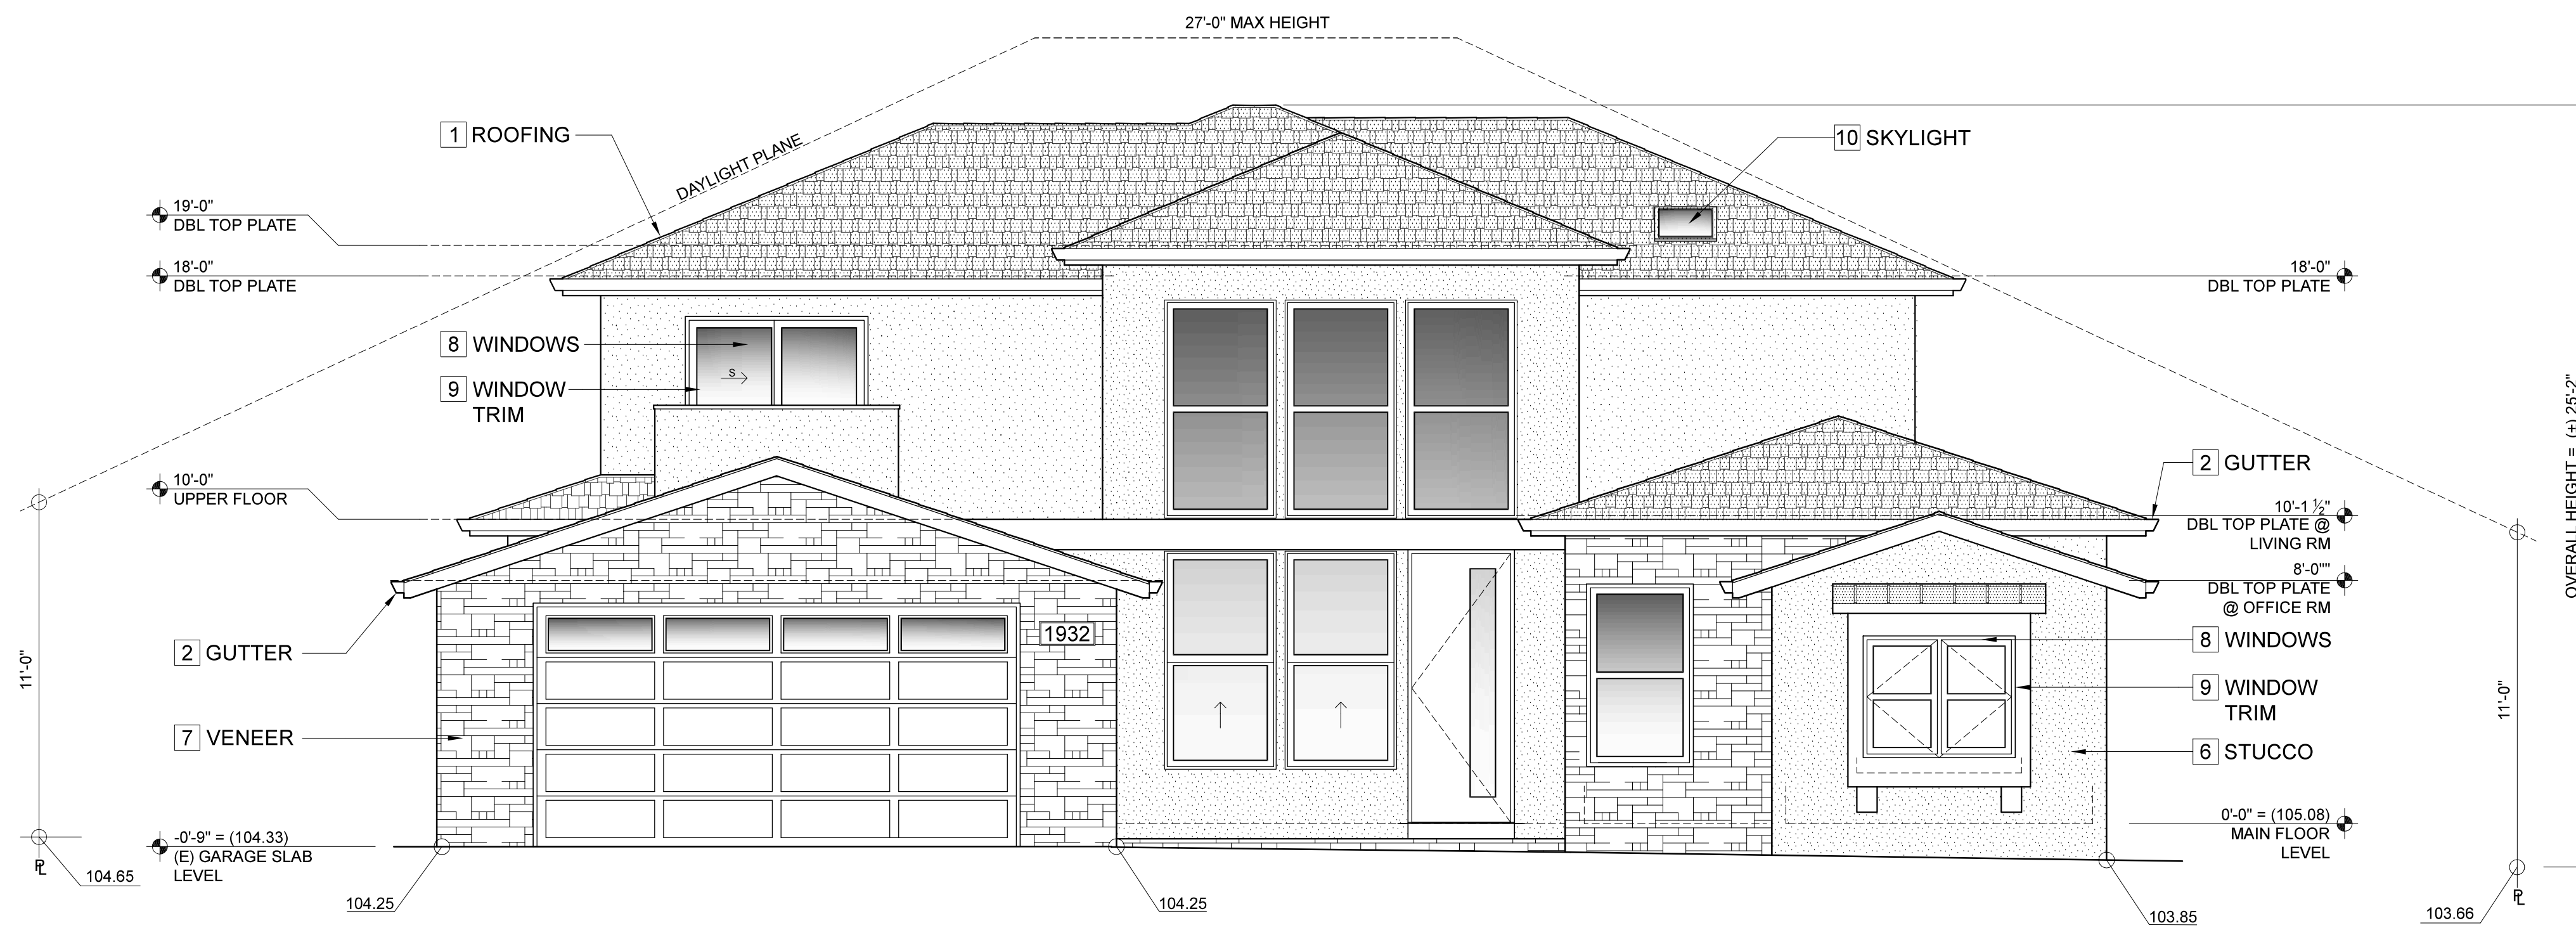 27'-0" MAX HEIGHT
DAYLIGHT PLANE
1 ROOFING
10 SKYLIGHT
19'-0"
DBL TOP PLATE
18'-0"
DBL TOP PLATE
18'-0"
DBL TOP PLATE
8 WINDOWS
S
9 WINDOW
TRIM
OVERALL HEIGHT = (+) 25'-2"
2 GUTTER
10'-0"
UPPER FLOOR
10'-1 ½"
DBL TOP PLATE @
LIVING RM
8'-0""
DBL TOP PLATE
@ OFFICE RM
1932
8 WINDOWS
2 GUTTER
11'-0"
9 WINDOW
TRIM
11'-0"
7 VENEER
6 STUCCO
-0'-9" = (104.33)
(E) GARAGE SLAB
LEVEL
0'-0" = (105.08)
MAIN FLOOR
LEVEL
PL
104.65
104.25
104.25
103.85
PL
103.66